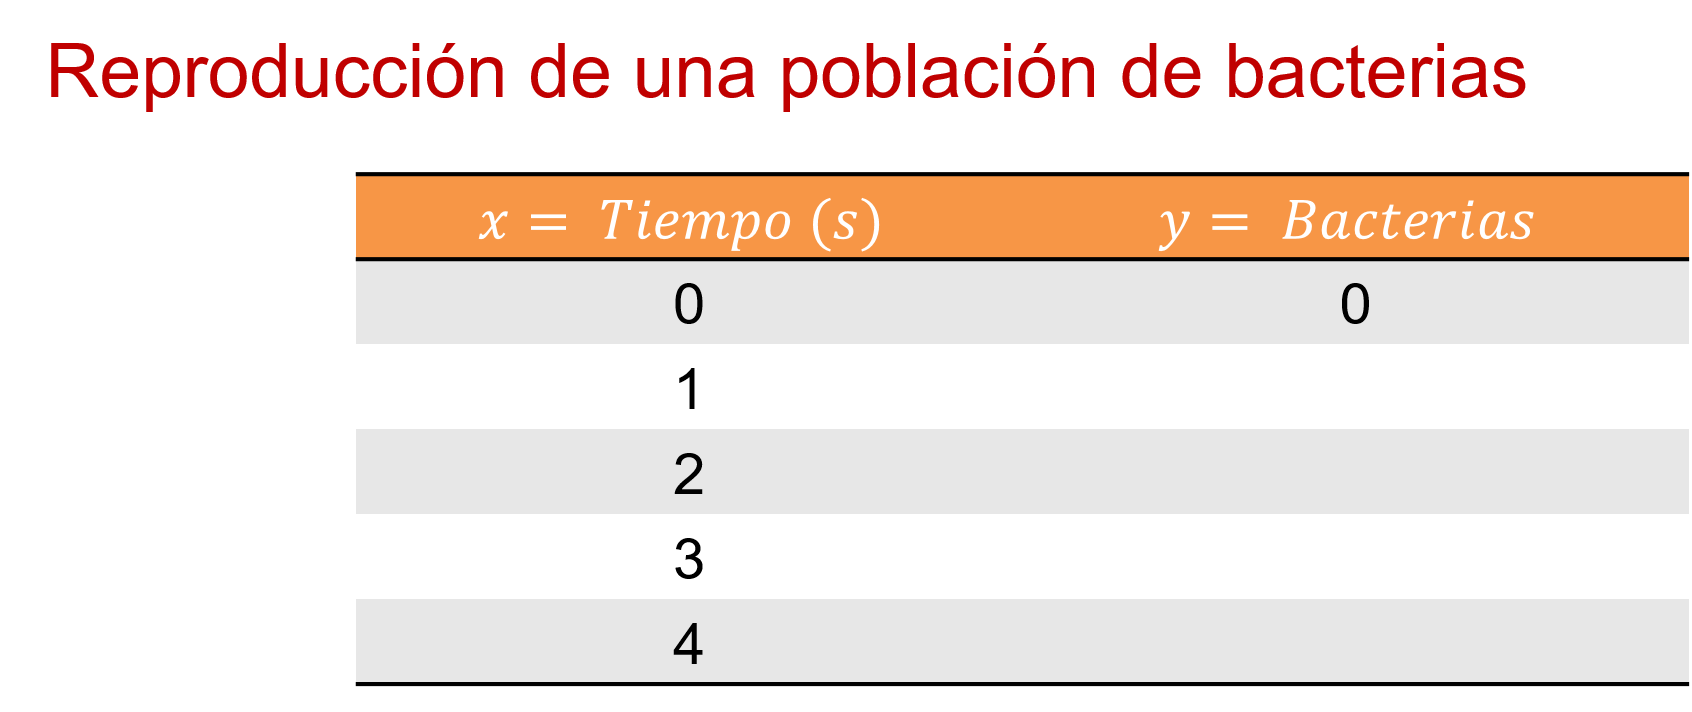 Reproducción de una población de bacterias
x = Tiempo (s) y = Bacterias
0 0
1
2
3
4